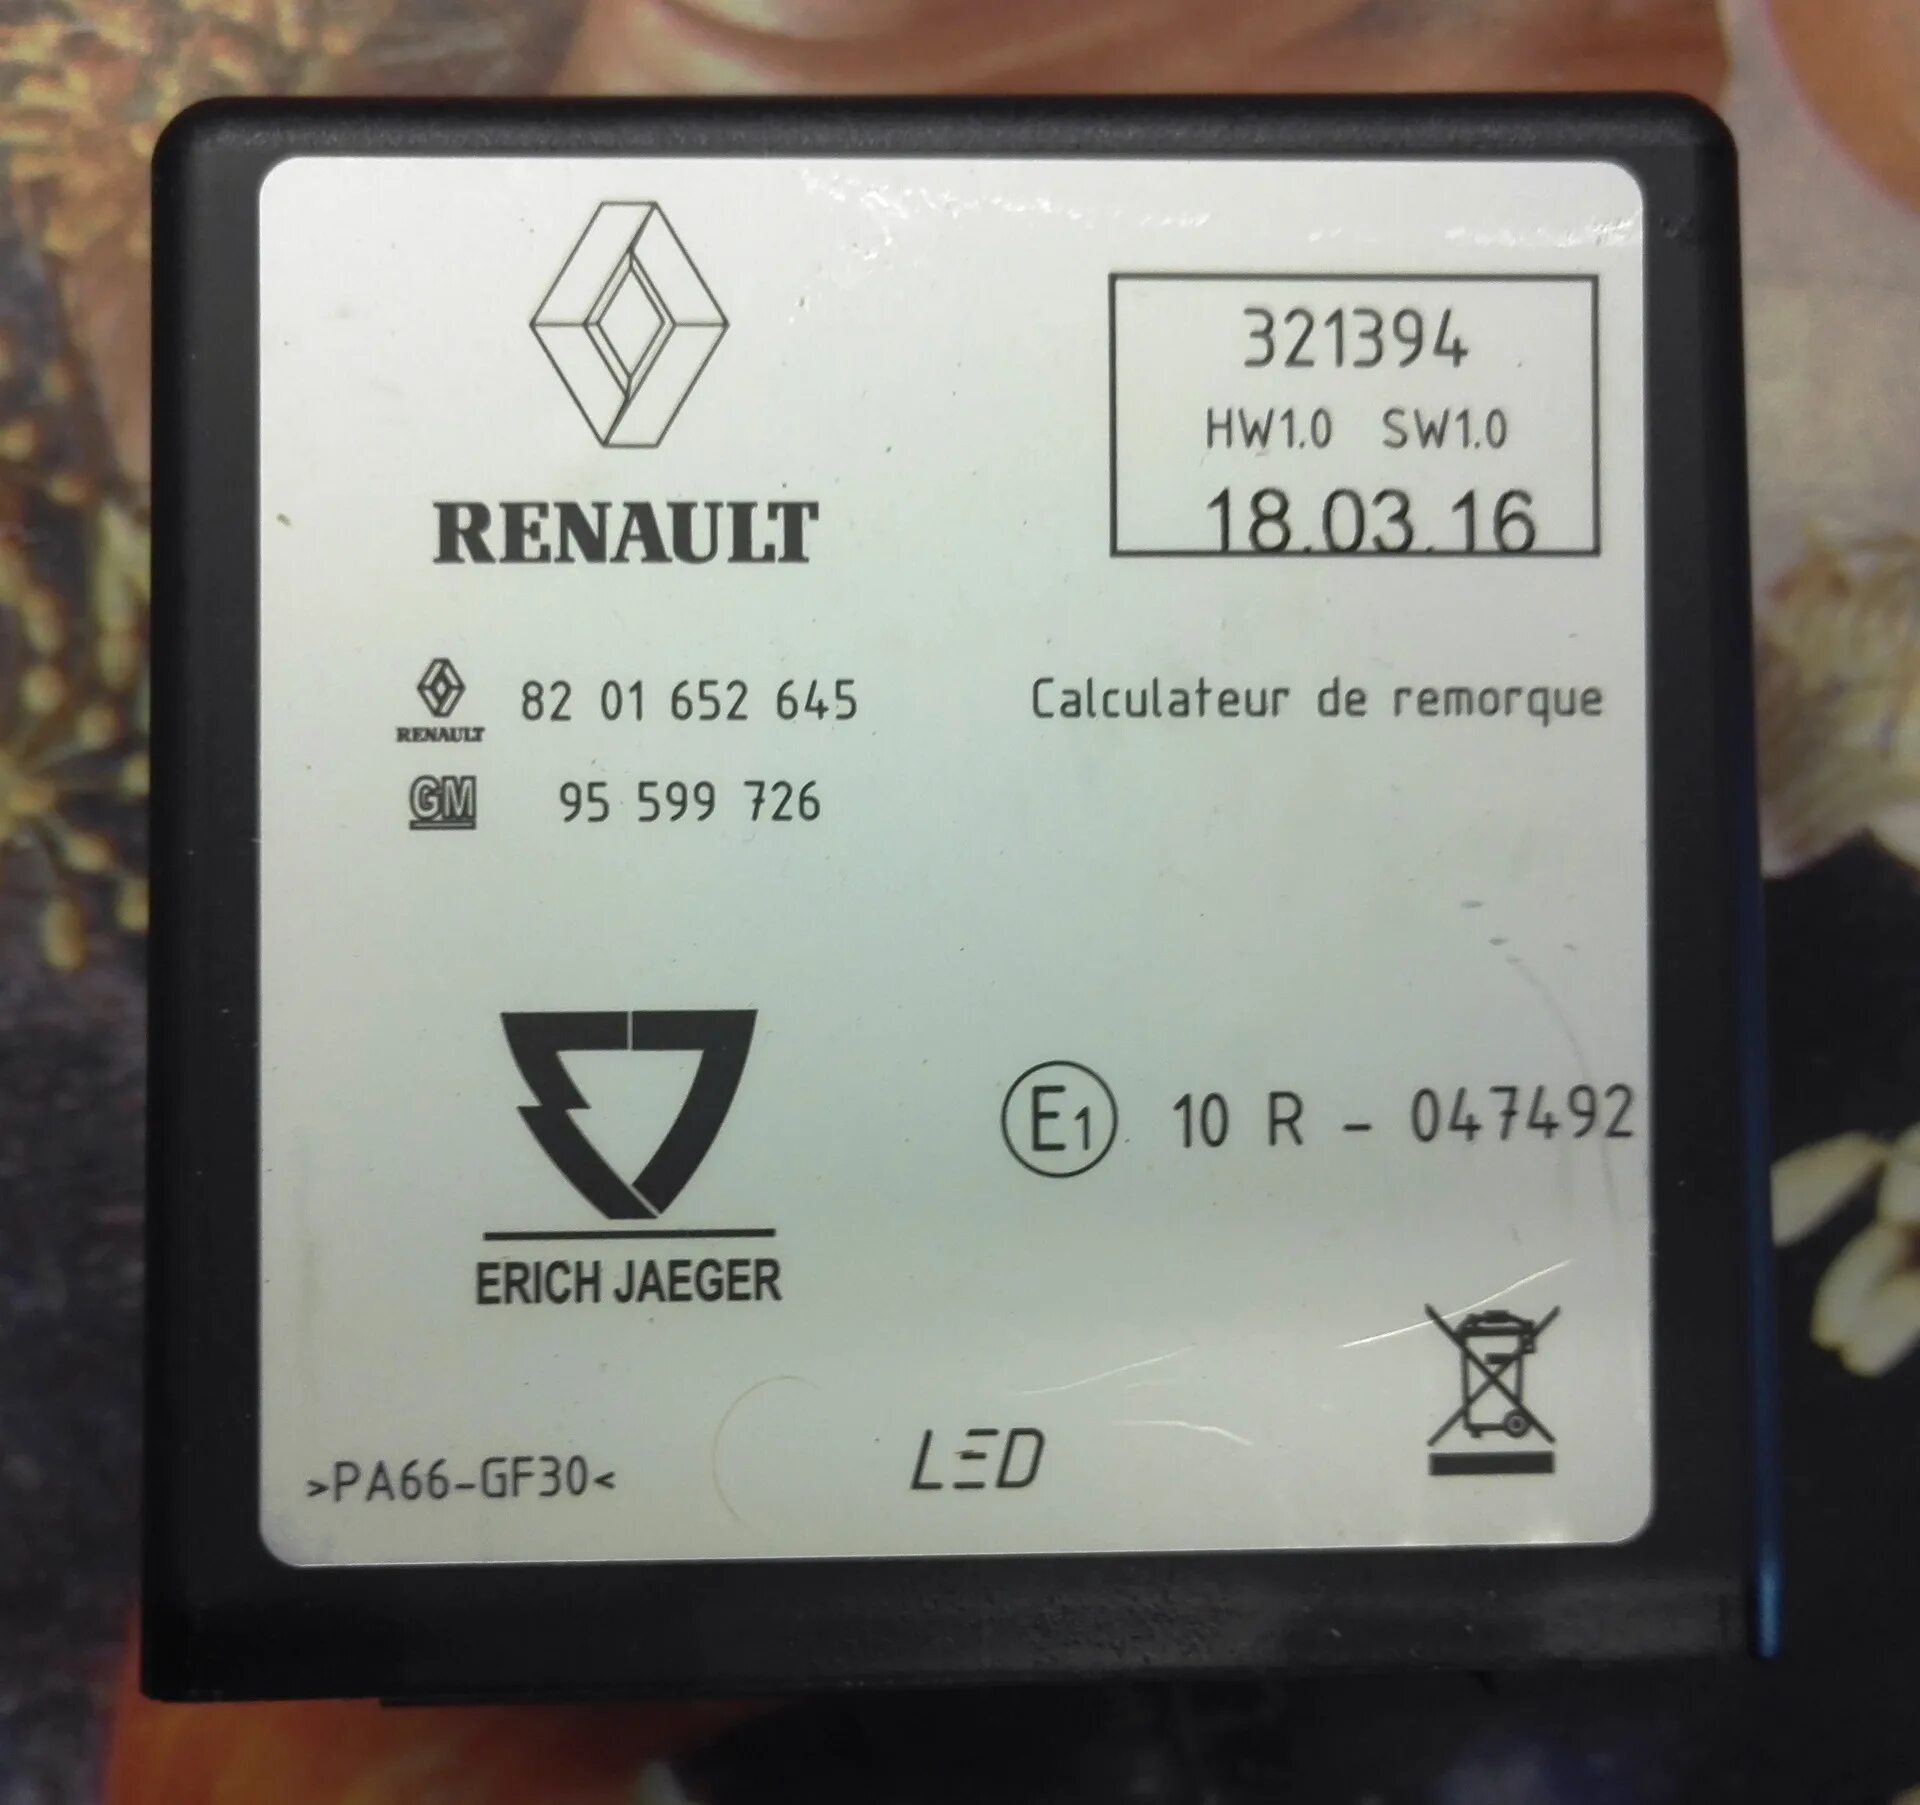 RENAULT
321394
HW1.0 SW1.0
18.03.16
RENAULT 82 01 652 645
Calculateur de remorque
GM 95 599 726
ERICH JAEGER
E1 10 R - 047492
>PA66-GF30<
LED